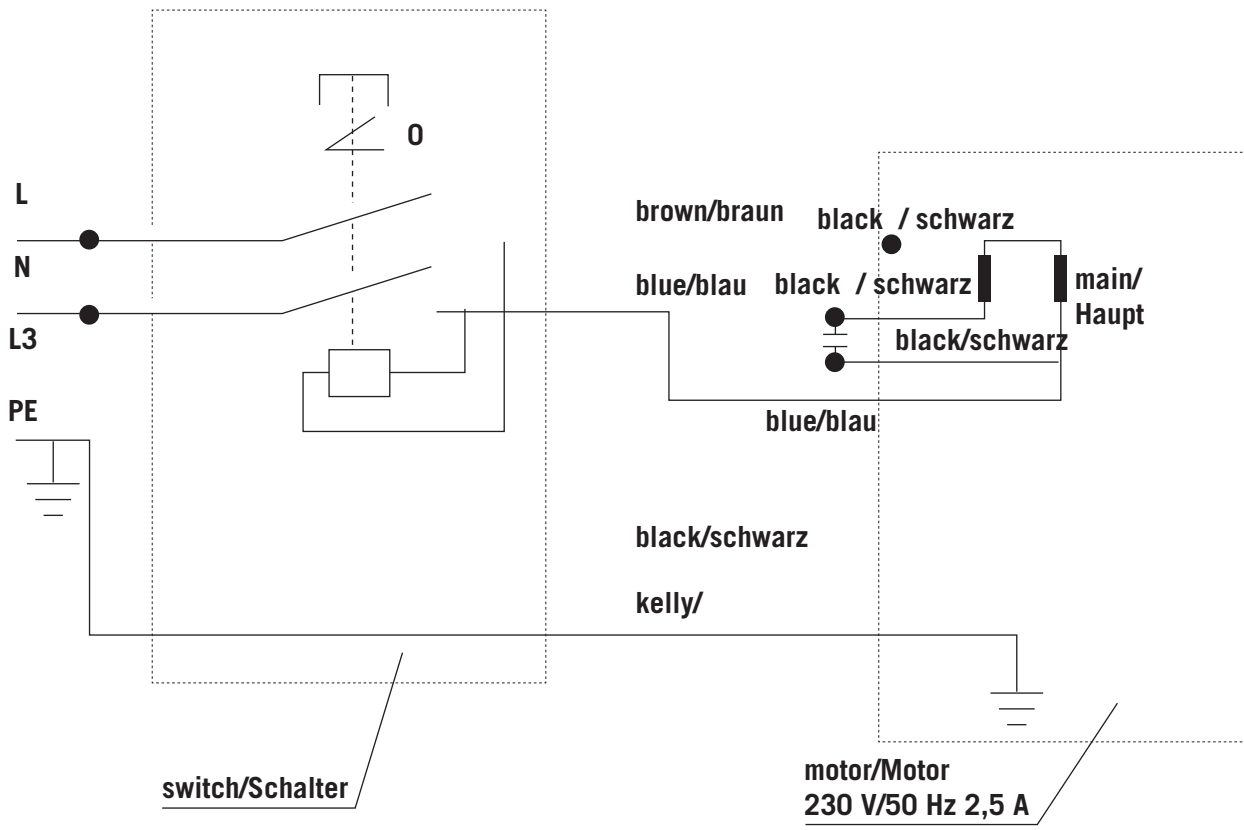 O
L
N
L3
PE
brown/braun
black / schwarz
blue/blau
black / schwarz
main/
Haupt
black/schwarz
blue/blau
black/schwarz
kelly/
switch/Schalter
motor/Motor
230 V/50 Hz 2,5 A